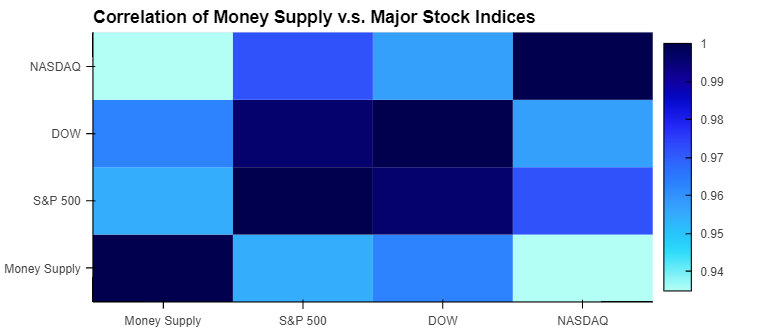 Correlation of Money Supply v.s. Major Stock Indices
NASDAQ
DOW
S&P 500
Money Supply
Money Supply
S&P 500
DOW
NASDAQ
1
0.99
0.98
0.97
0.96
0.95
0.94